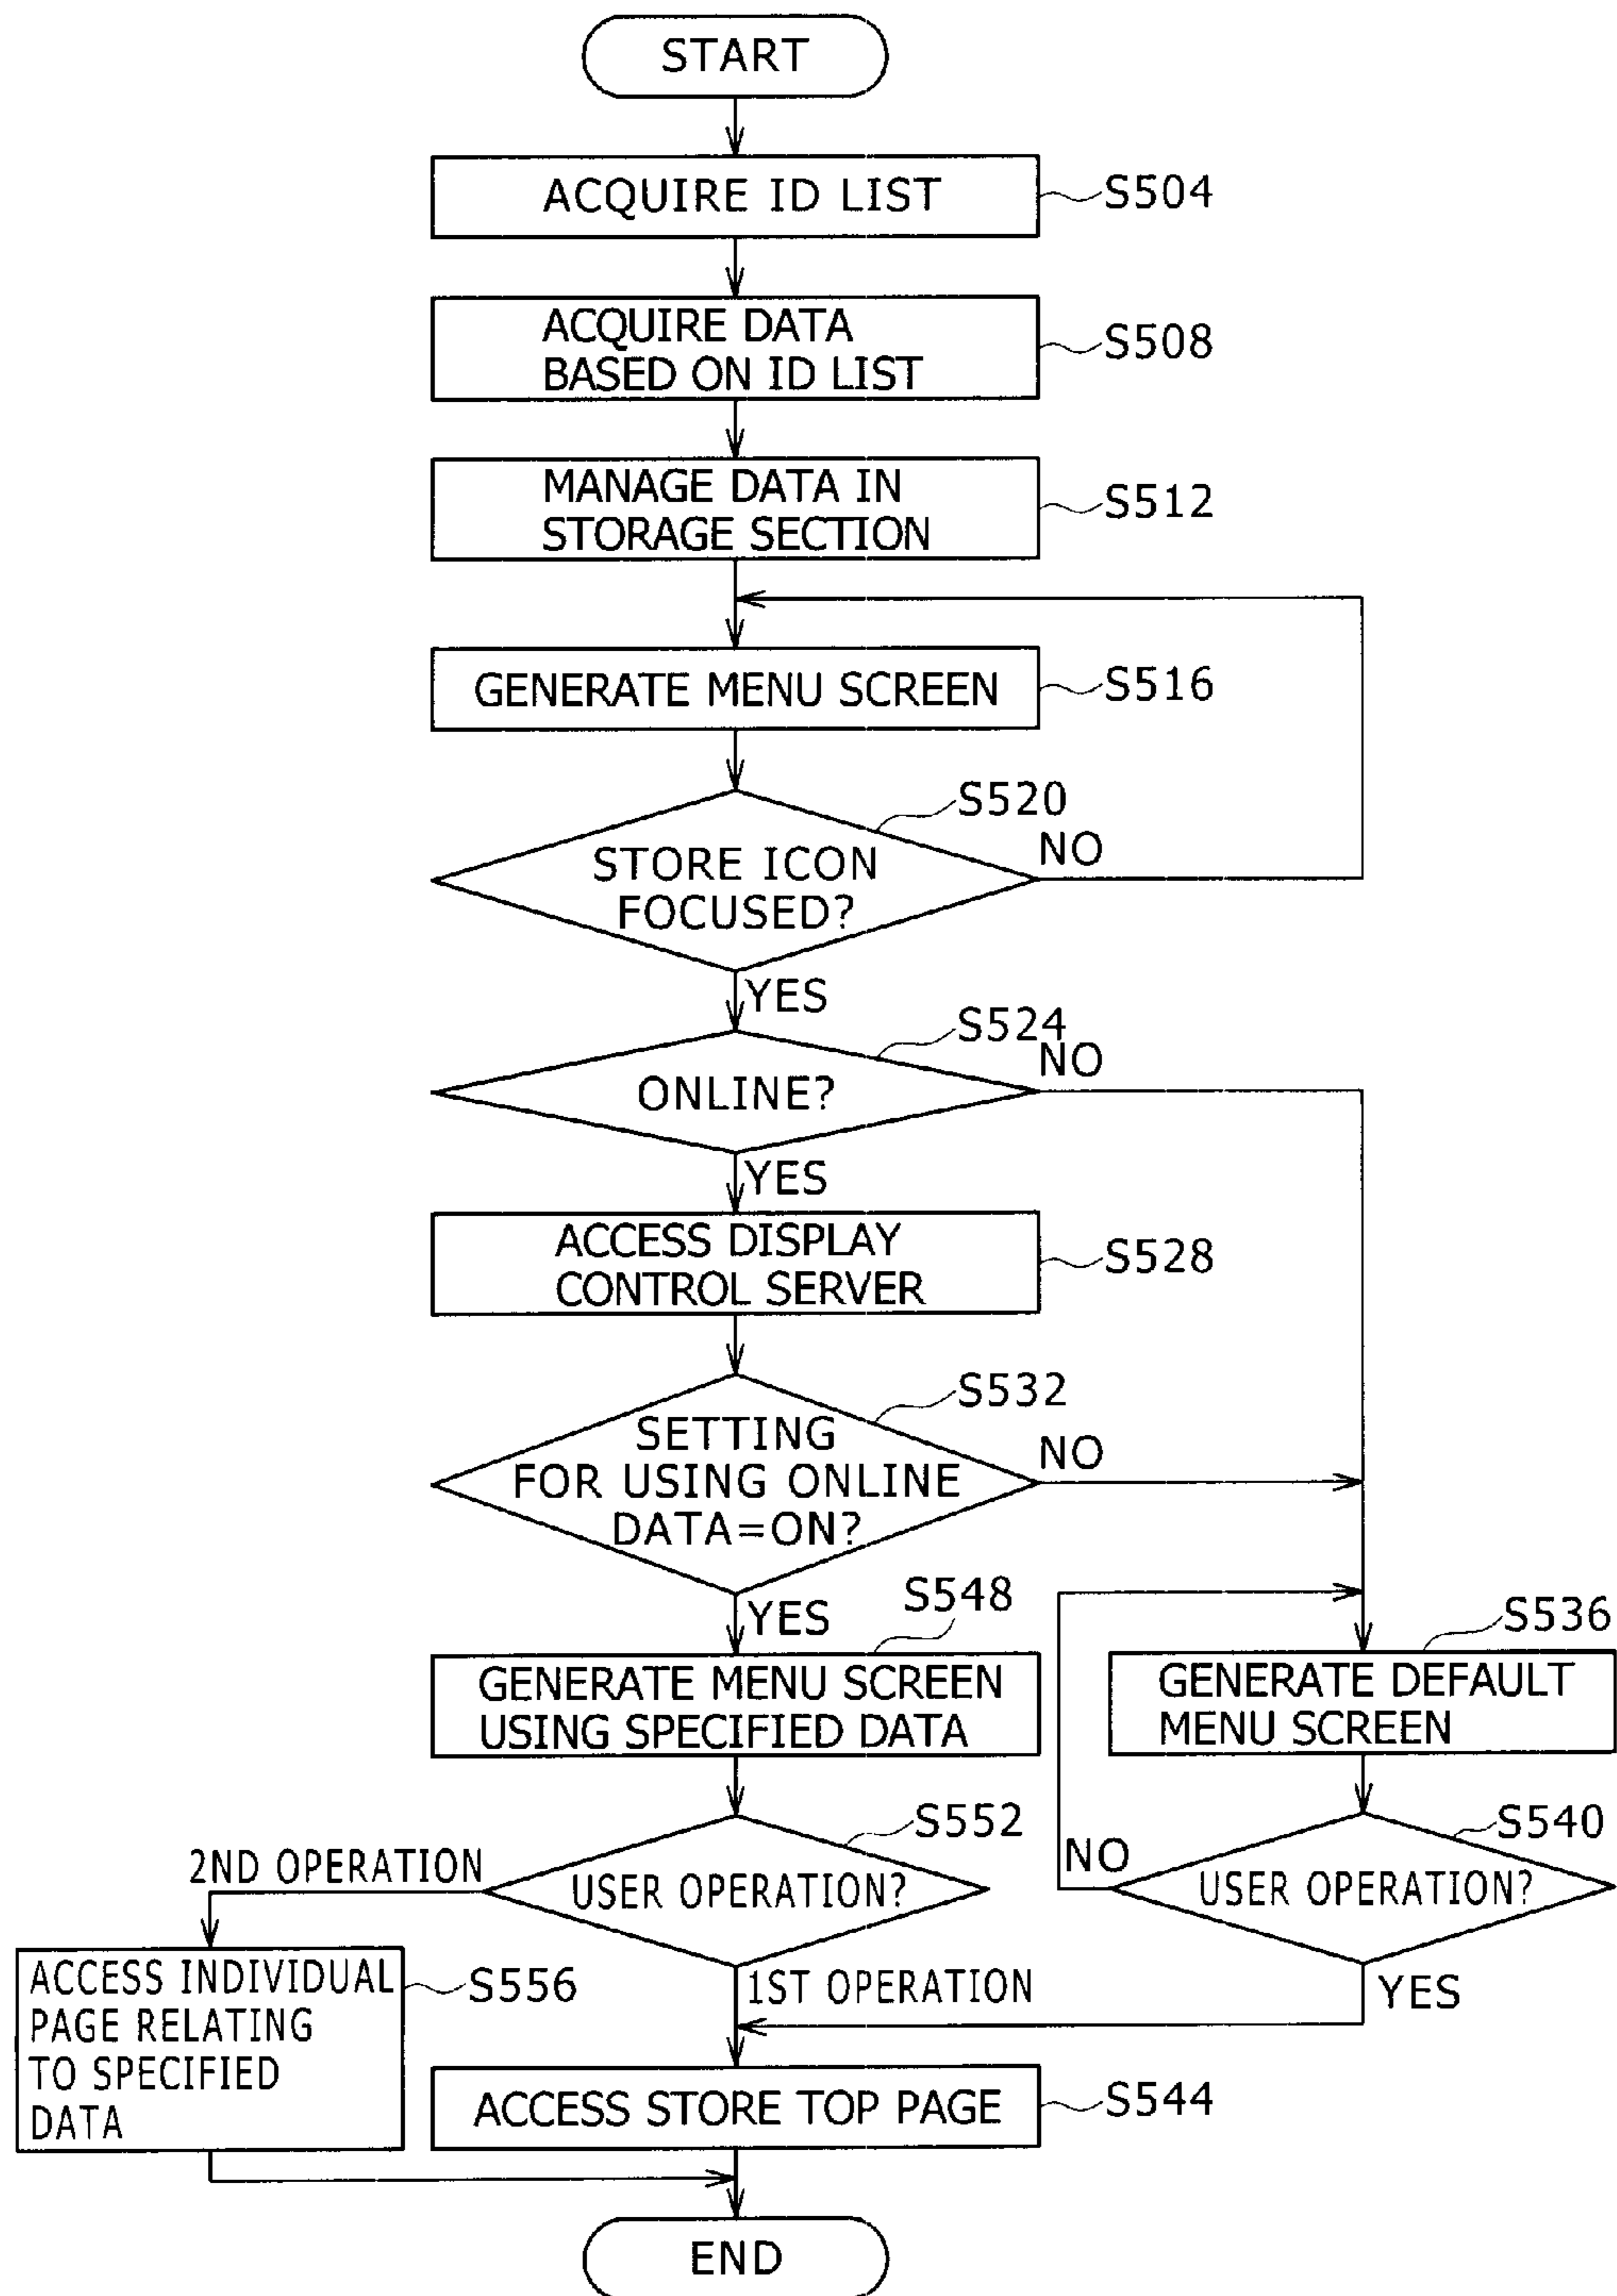 START
ACQUIRE ID LIST
S504
ACQUIRE DATA
BASED ON ID LIST
S508
MANAGE DATA IN
STORAGE SECTION
S512
GENERATE MENU SCREEN
S516
S520
STORE ICON
FOCUSED?
NO
YES
S524
NO
ONLINE?
YES
ACCESS DISPLAY
CONTROL SERVER
S528
S532
SETTING
FOR USING ONLINE
DATA=ON?
NO
YES
S548
GENERATE MENU SCREEN
USING SPECIFIED DATA
S536
GENERATE DEFAULT
MENU SCREEN
S552
USER OPERATION?
2ND OPERATION
1ST OPERATION
S540
USER OPERATION?
NO
YES
ACCESS INDIVIDUAL
PAGE RELATING
TO SPECIFIED
DATA
S556
ACCESS STORE TOP PAGE
S544
END